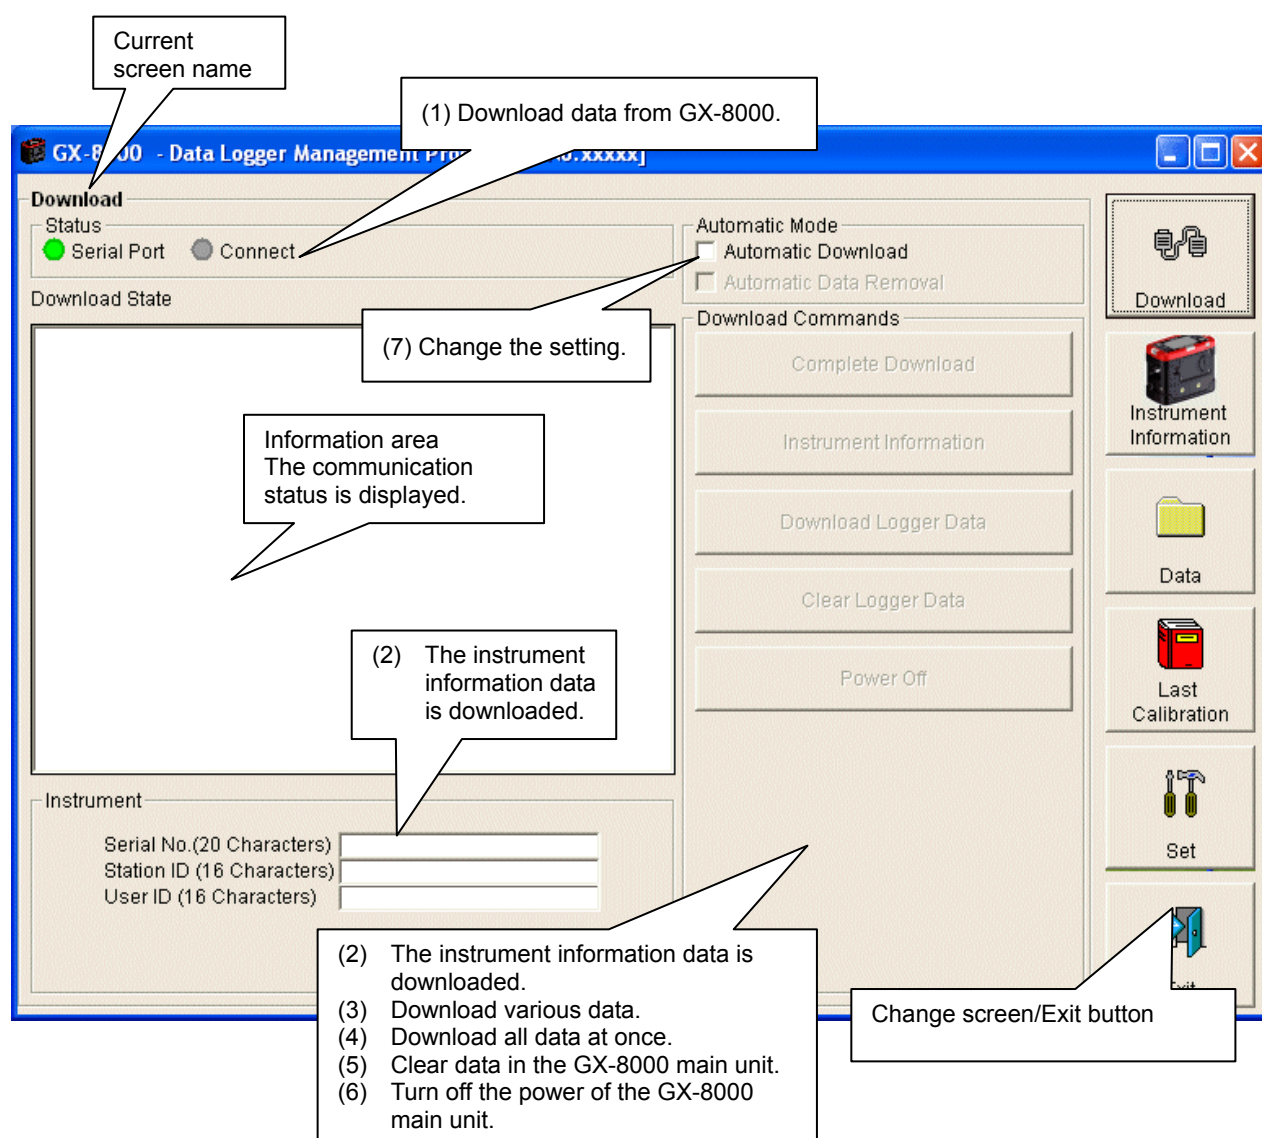 Current
screen name
(1) Download data from GX-8000.
GX-8 00 - Data Logger Management Pro xxxxx]
Download
Status
Serial Port
Connect
Automatic Mode
Automatic Download
Automatic Data Removal
Download
Download State
(7) Change the setting.
Download Commands
Complete Download
Instrument Information
Download Logger Data
Clear Logger Data
Power Off
Instrument
Information
Data
Last
Calibration
Set
Information area
The communication
status is displayed.
(2) The instrument
information data
is downloaded.
Instrument
Serial No.(20 Characters)
Station ID (16 Characters)
User ID (16 Characters)
(2) The instrument information data is
downloaded.
(3) Download various data.
(4) Download all data at once.
(5) Clear data in the GX-8000 main unit.
(6) Turn off the power of the GX-8000
main unit.
Change screen/Exit button